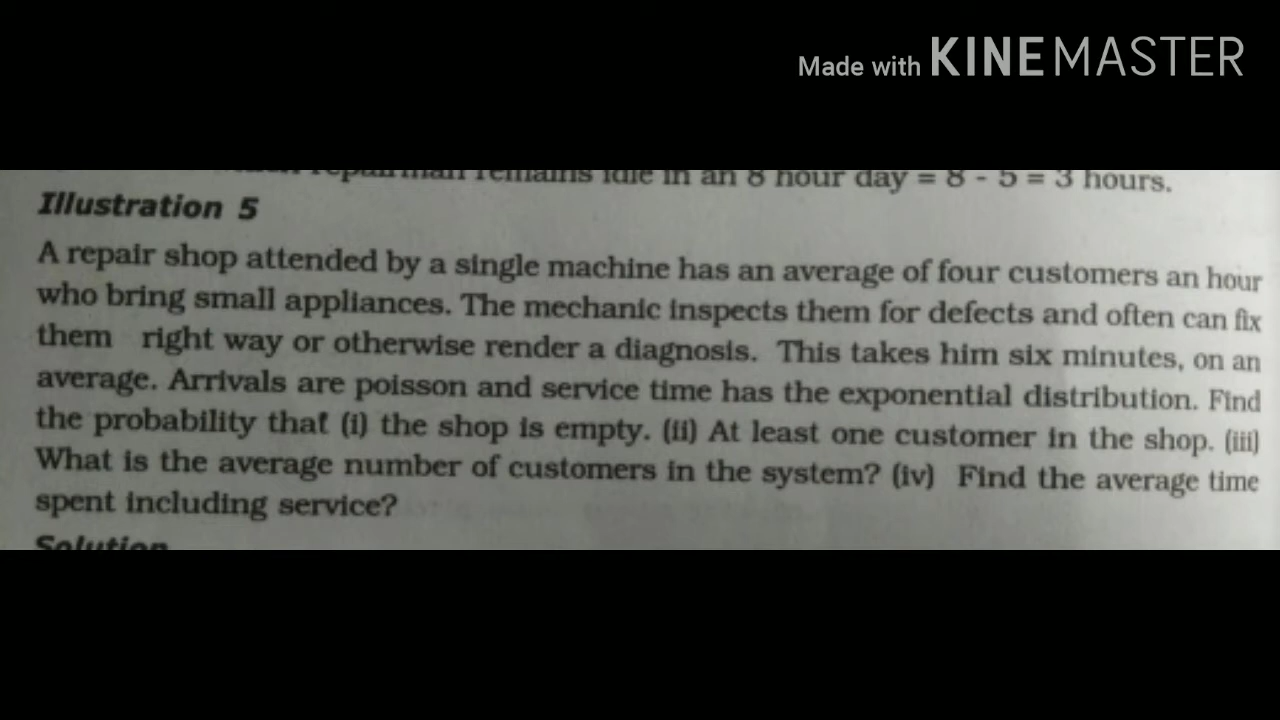 Made with KINEMASTER
repairman remains idle in an 8 hour day = 8 - 5 = 3 hours.
Illustration 5
A repair shop attended by a single machine has an average of four customers an hour
who bring small appliances. The mechanic inspects them for defects and often can fix
them right way or otherwise render a diagnosis. This takes him six minutes, on an
average. Arrivals are poisson and service time has the exponential distribution. Find
the probability that (i) the shop is empty. (ii) At least one customer in the shop. (iii)
What is the average number of customers in the system? (iv) Find the average time
spent including service?
Solution